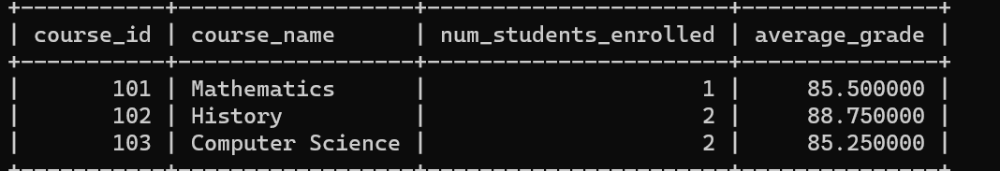 +-----------+------------------+-----------------------+---------------+
| course_id | course_name      | num_students_enrolled | average_grade |
+-----------+------------------+-----------------------+---------------+
|       101 | Mathematics      |                     1 |     85.500000 |
|       102 | History          |                     2 |     88.750000 |
|       103 | Computer Science |                     2 |     85.250000 |
+-----------+------------------+-----------------------+---------------+